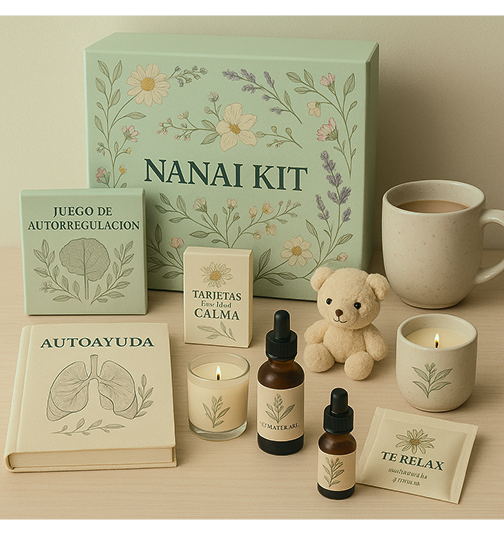 NANAI KIT
JUEGO DE
AUTORREGULACION
TARJETAS
CALMA
AUTOAYUDA
TE RELAX